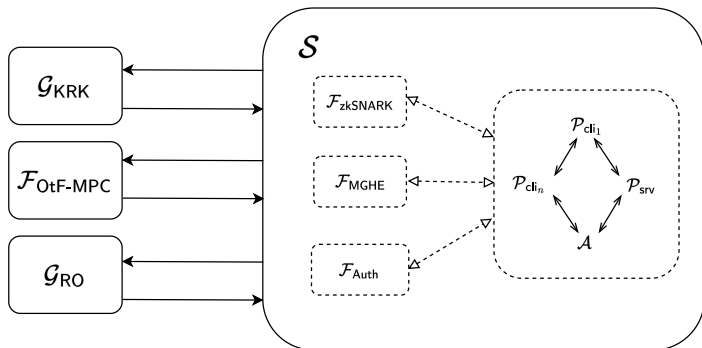 𝒮
𝒢KRK
ℱOtF-MPC
𝒢RO
ℱzkSNARK
ℱMGHE
ℱAuth
𝒫cli₁
𝒫cliₙ
𝒫srv
𝒜